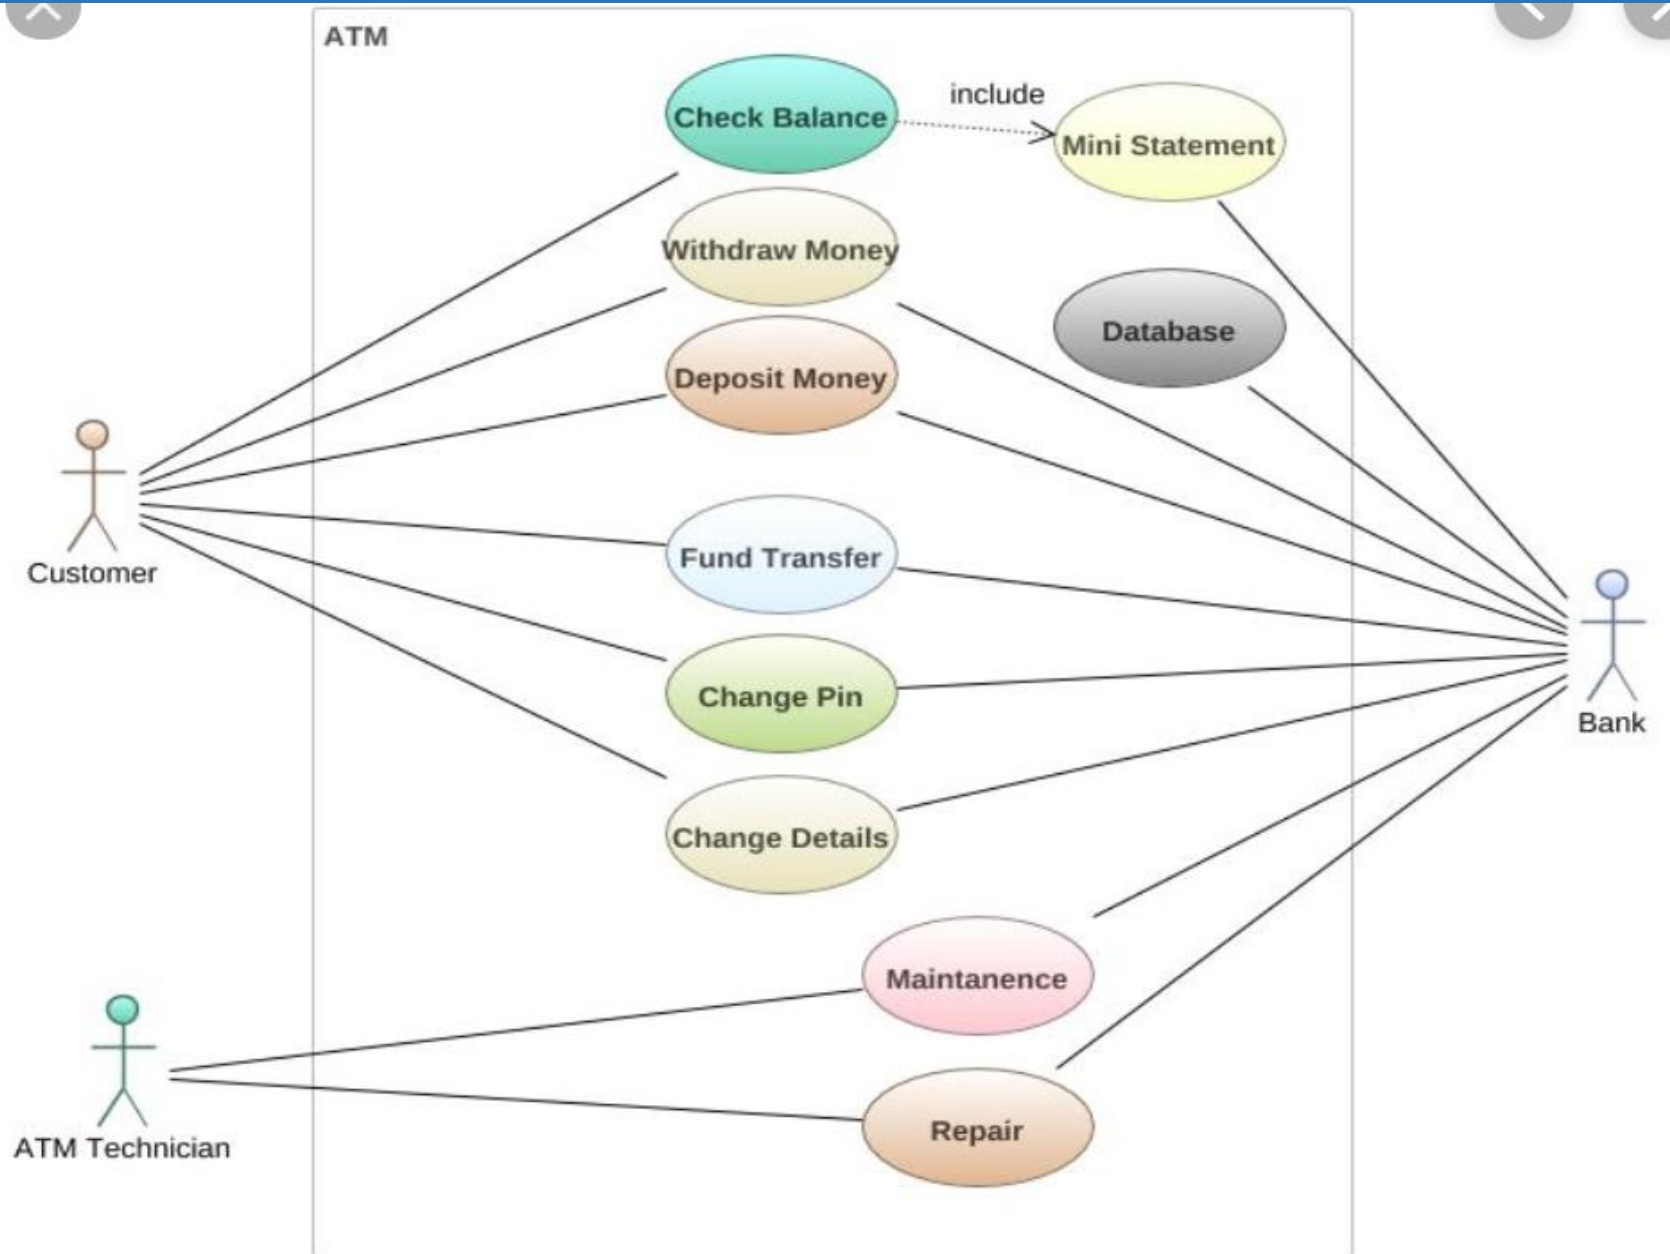 ATM
Check Balance
include
Mini Statement
Withdraw Money
Database
Deposit Money
Customer
Fund Transfer
Change Pin
Bank
Change Details
Maintanence
ATM Technician
Repair